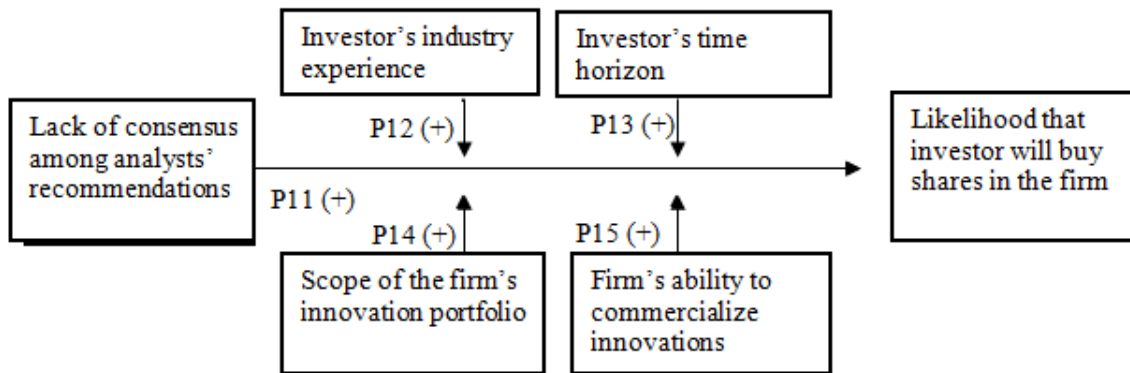 Investor’s industry
experience
Investor’s time
horizon
Lack of consensus
among analysts’
recommendations
P12 (+)
P13 (+)
Likelihood that
investor will buy
shares in the firm
P11 (+)
P14 (+)
P15 (+)
Scope of the firm’s
innovation portfolio
Firm’s ability to
commercialize
innovations